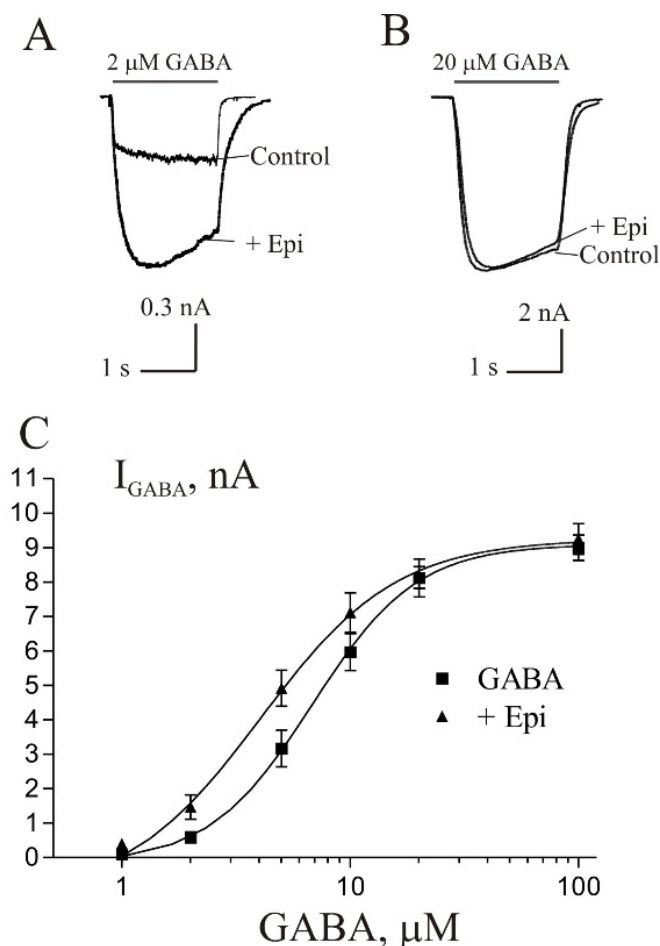 A
2 μM GABA
Control
+ Epi
0.3 nA
1 s
B
20 μM GABA
+ Epi
Control
2 nA
1 s
C
I_GABA, nA
11
10
9
8
7
6
5
4
3
2
1
0
GABA
+ Epi
1
10
100
GABA, μM